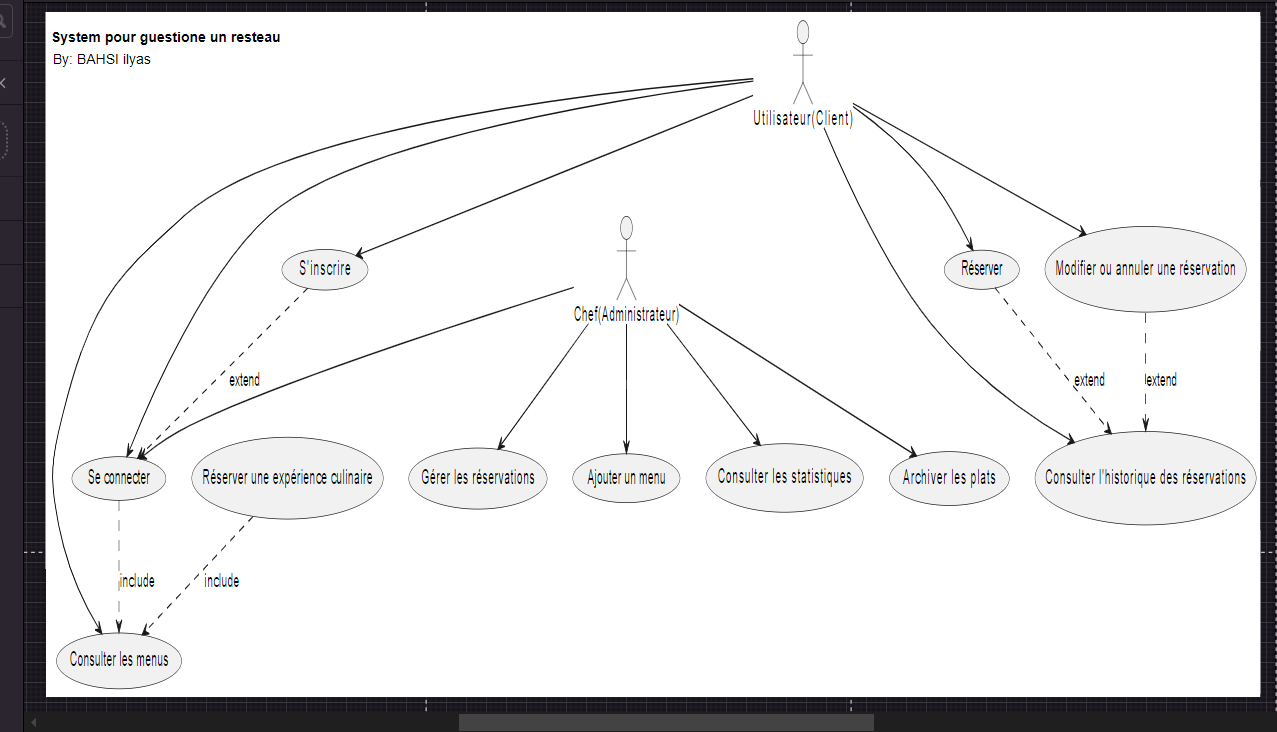 System pour guestione un resteau
By: BAHSI ilyas
Utilisateur(Client)
S'inscrire
Réserver
Modifier ou annuler une réservation
Chef(Administrateur)
extend
extend
extend
Se connecter
Réserver une expérience culinaire
Gérer les réservations
Ajouter un menu
Consulter les statistiques
Archiver les plats
Consulter l'historique des réservations
include
include
Consulter les menus